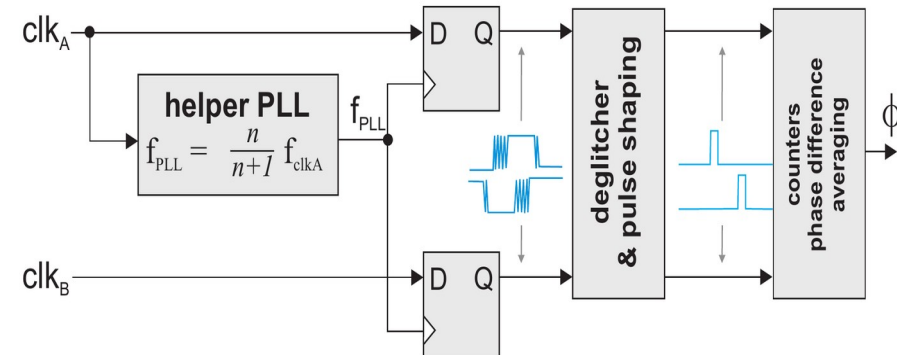 clk_A
D Q
helper PLL
f_PLL = n/n+1 f_clkA
f_PLL
deglitcher
& pulse shaping
counters
phase difference
averaging
ϕ
clk_B
D Q